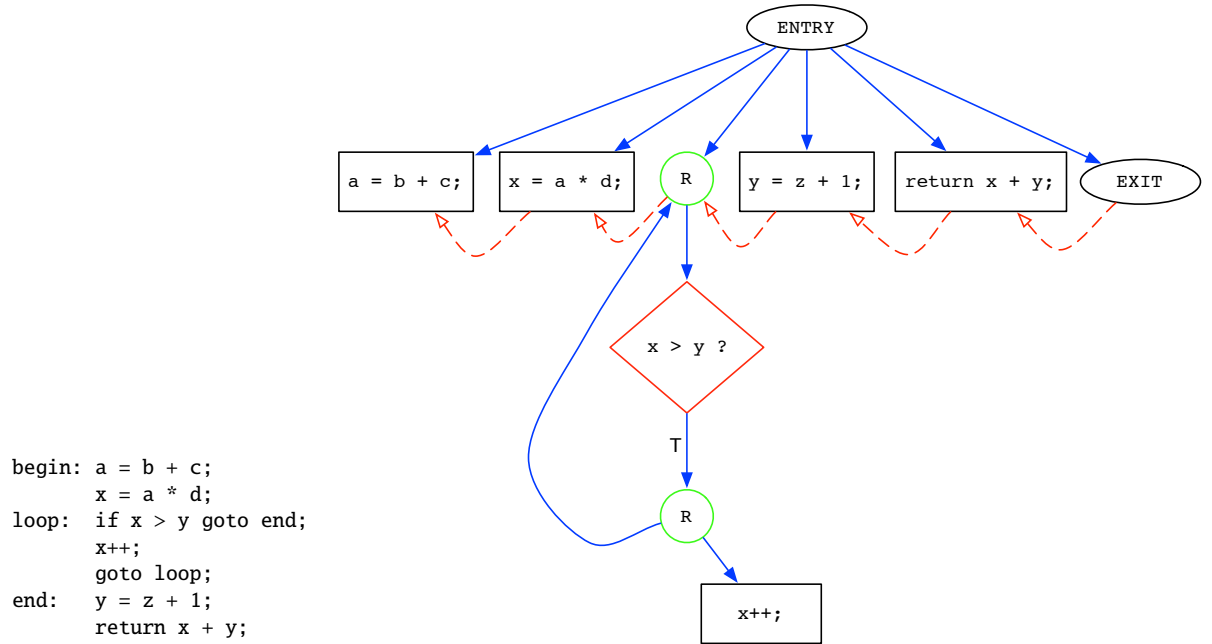 ENTRY
a = b + c;
x = a * d;
R
y = z + 1;
return x + y;
EXIT
x > y ?
T
R
x++;
begin: a = b + c;
       x = a * d;
loop:  if x > y goto end;
       x++;
       goto loop;
end:   y = z + 1;
       return x + y;